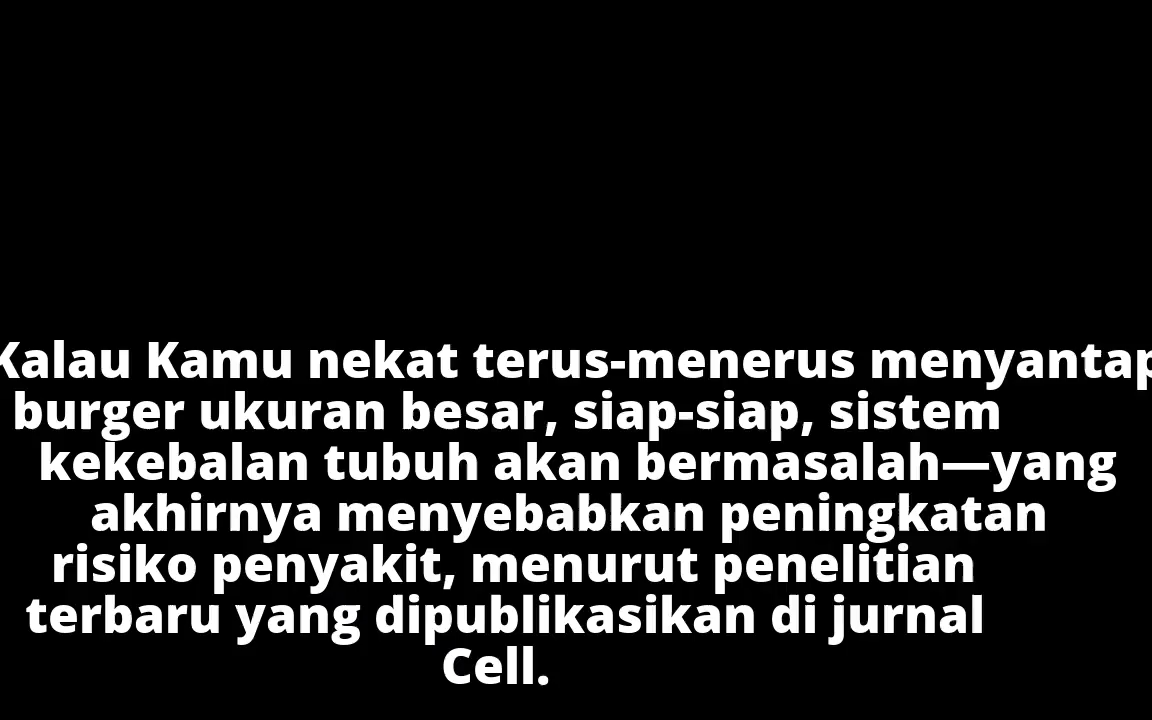 Kalau Kamu nekat terus-menerus menyantap
burger ukuran besar, siap-siap, sistem
kekebalan tubuh akan bermasalah—yang
akhirnya menyebabkan peningkatan
risiko penyakit, menurut penelitian
terbaru yang dipublikasikan di jurnal
Cell.